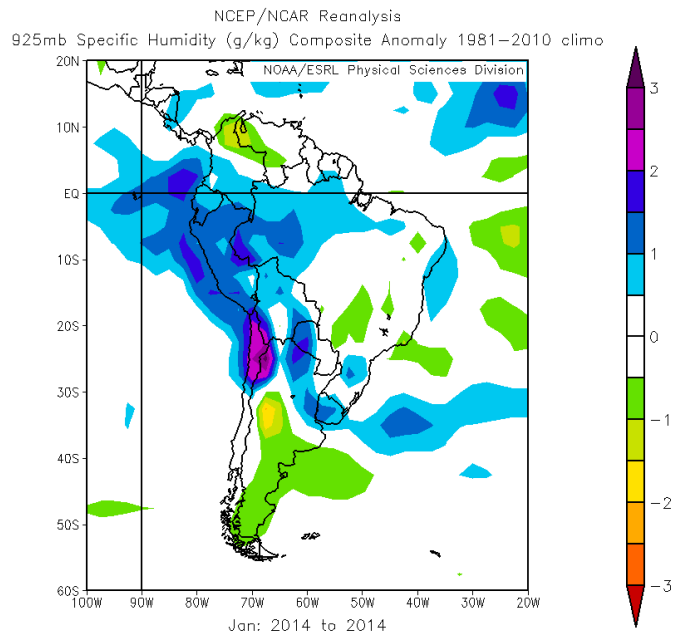 NCEP/NCAR Reanalysis
925mb Specific Humidity (g/kg) Composite Anomaly 1981-2010 climo
NOAA/ESRL Physical Sciences Division
20N
10N
EQ
10S
20S
30S
40S
50S
60S
100W
90W
80W
70W
60W
50W
40W
30W
20W
3
2
1
0
-1
-2
-3
Jan: 2014 to 2014